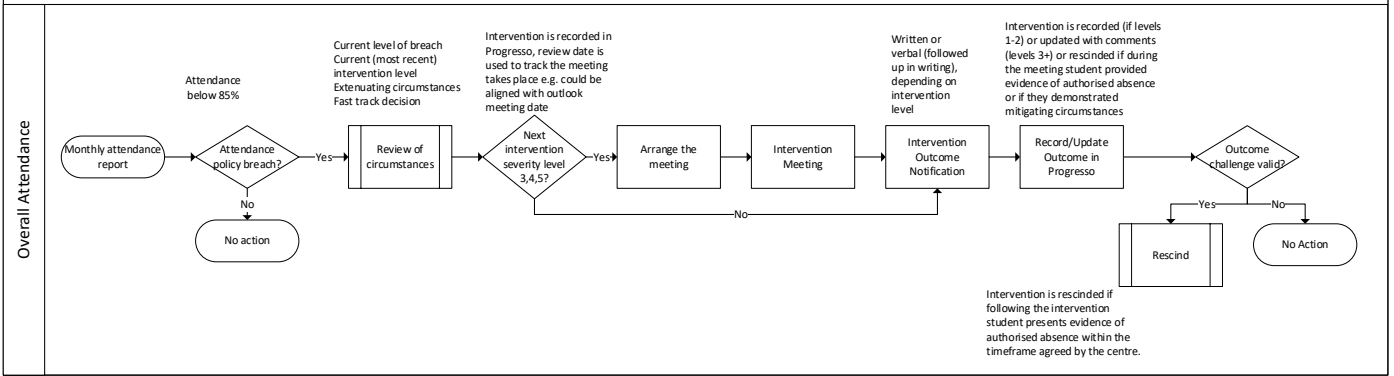 Overall Attendance
Monthly attendance
report
Attendance
below 85%
Attendance
policy breach?
Yes
No
No action
Current level of breach
Current (most recent)
intervention level
Extenuating circumstances
Fast track decision
Review of
circumstances
Intervention is recorded in
Progresso, review date is
used to track the meeting
takes place e.g. could be
aligned with outlook
meeting date
Next
intervention
severity level
3,4,5?
Yes
No
Arrange the
meeting
Intervention
Meeting
Written or
verbal (followed
up in writing),
depending on
intervention
level
Intervention
Outcome
Notification
Intervention is recorded (if levels
1-2) or updated with comments
(levels 3+) or rescinded if during
the meeting student provided
evidence of authorised absence
or if they demonstrated
mitigating circumstances
Record/Update
Outcome in
Progresso
Outcome
challenge valid?
Yes
No
Rescind
No Action
Intervention is rescinded if
following the intervention
student presents evidence of
authorised absence within the
timeframe agreed by the centre.